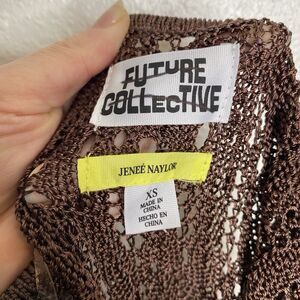 FUTURE
COLLECTIVE
JENEÉ NAYLOR
XS
MADE IN
CHINA
HECHO EN
CHINA